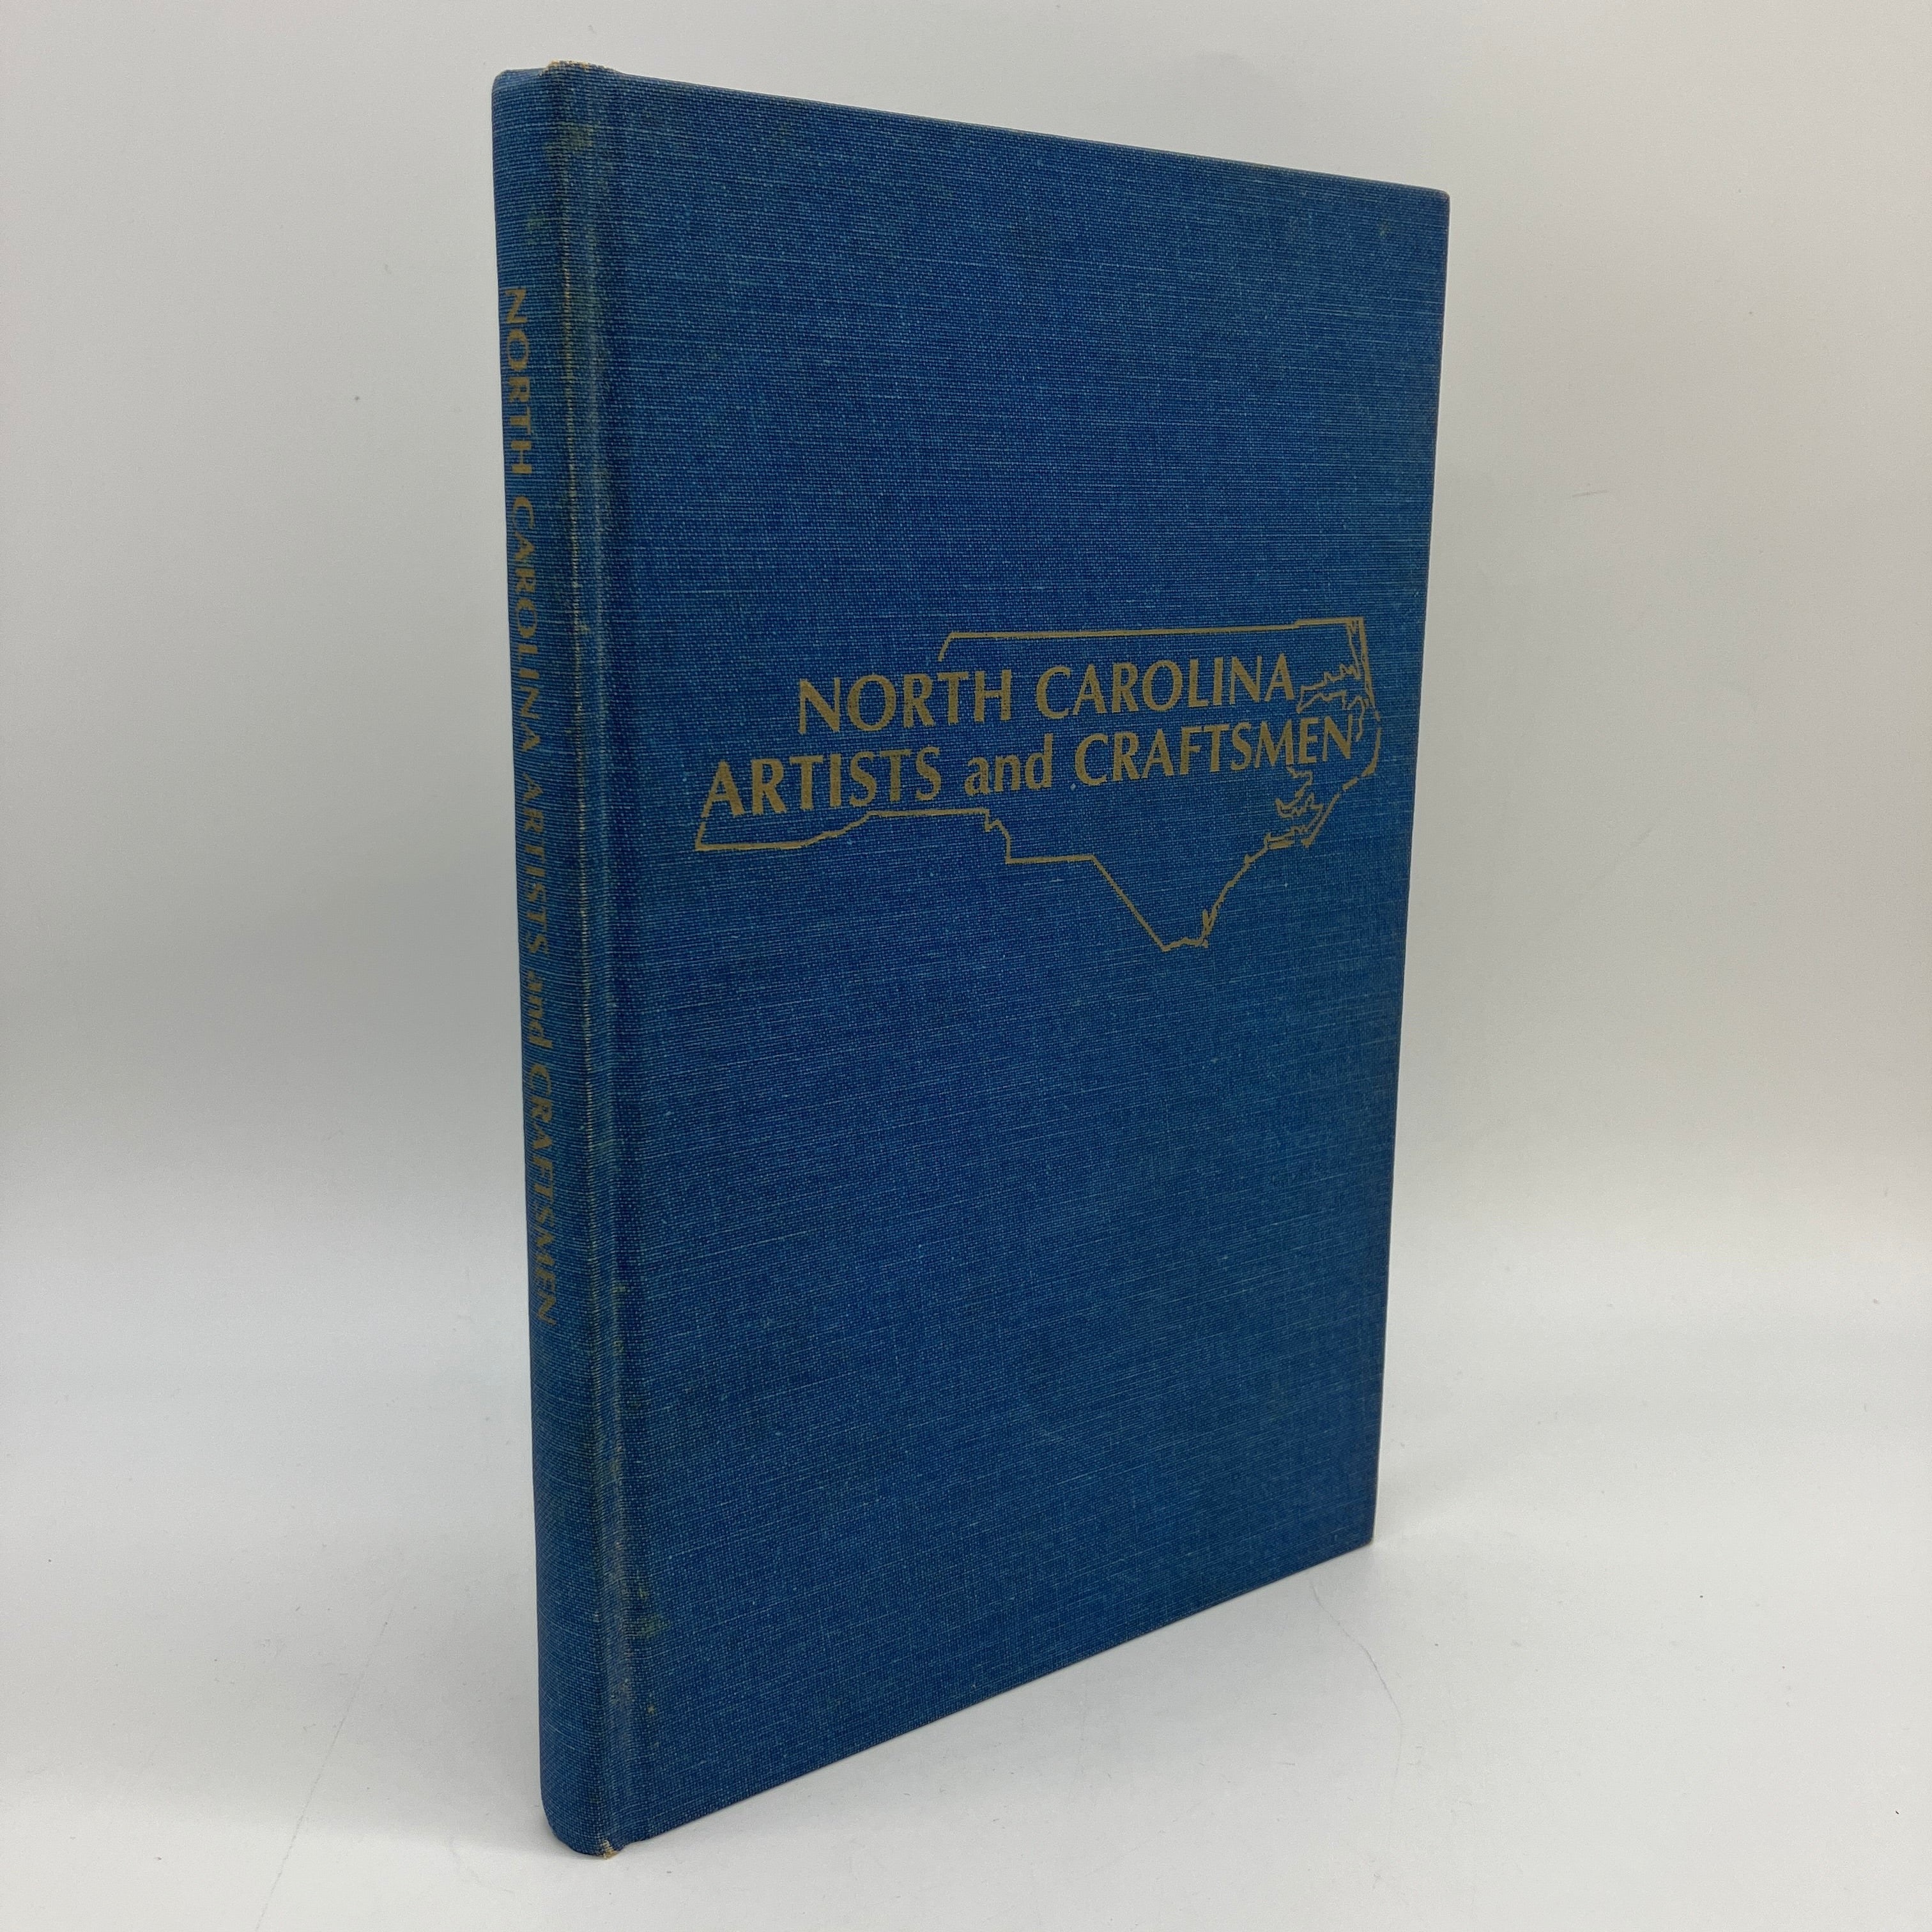 NORTH CAROLINA ARTISTS and CRAFTSMEN
NORTH CAROLINA
ARTISTS and CRAFTSMEN